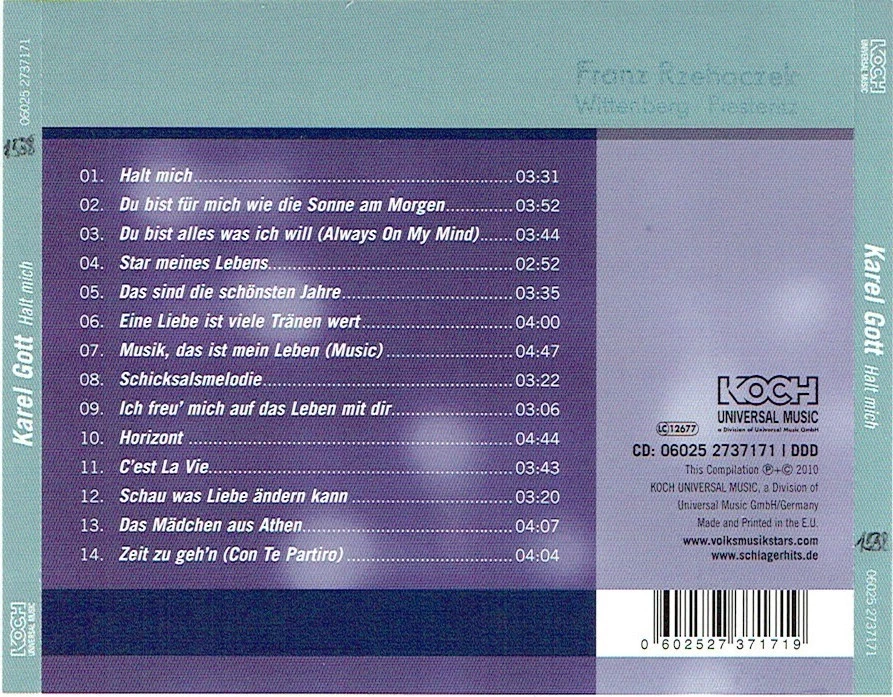 06025 2737171
Karel Gott Halt mich
KOCH
UNIVERSAL MUSIC
Franz Rzehaczek
Wittenberg
01. Halt mich 03:31
02. Du bist für mich wie die Sonne am Morgen 03:52
03. Du bist alles was ich will (Always On My Mind) 03:44
04. Star meines Lebens 02:52
05. Das sind die schönsten Jahre 03:35
06. Eine Liebe ist viele Tränen wert 04:00
07. Musik, das ist mein Leben (Music) 04:47
08. Schicksalsmelodie 03:22
09. Ich freu’ mich auf das Leben mit dir 03:06
10. Horizont 04:44
11. C’est La Vie 03:43
12. Schau was Liebe ändern kann 03:20
13. Das Mädchen aus Athen 04:07
14. Zeit zu geh’n (Con Te Partiro) 04:04
KOCH
UNIVERSAL MUSIC
a Division of Universal Music GmbH
LC 12677
CD: 06025 2737171 | DDD
This Compilation ℗+© 2010
KOCH UNIVERSAL MUSIC, a Division of
Universal Music GmbH/Germany
Made and Printed in the E.U.
www.volksmusikstars.com
www.schlagerhits.de
0 602527 371719
KOCH
UNIVERSAL MUSIC
Karel Gott Halt mich
06025 2737171